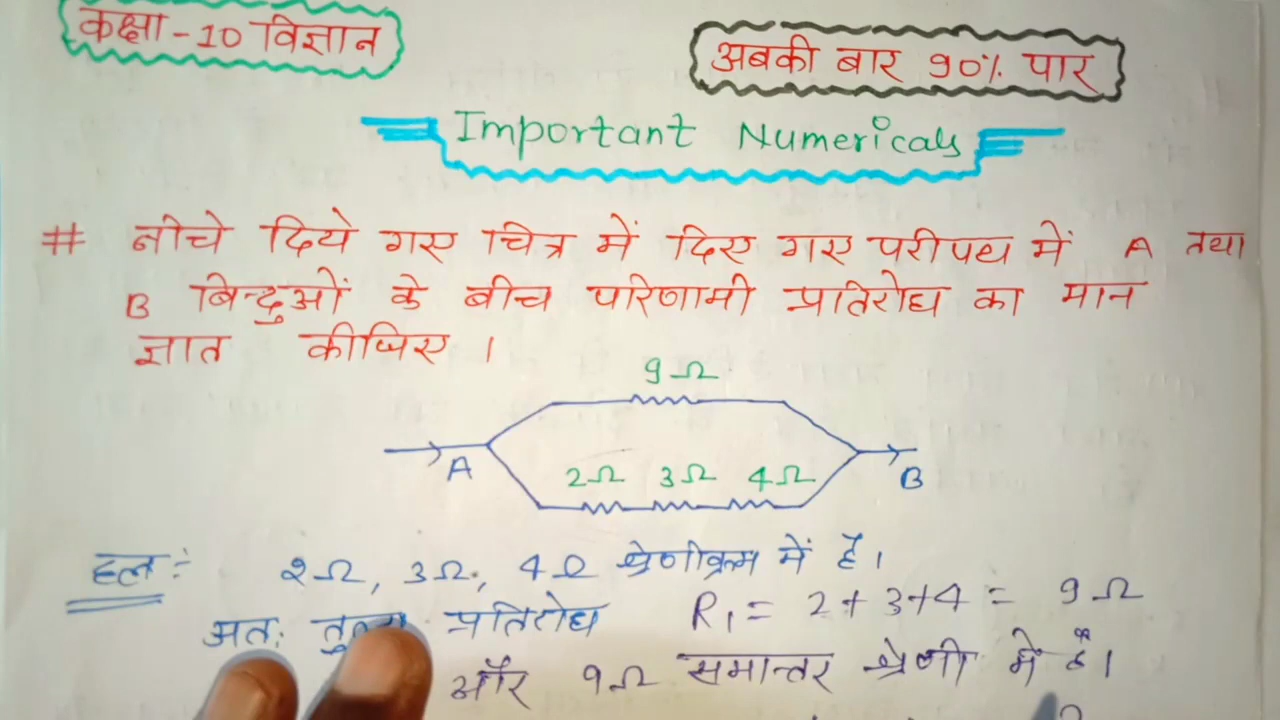 कक्षा - 10 विज्ञान
अबकी बार 90% पार
Important Numericals
# नीचे दिये गए चित्र में दिए गए परीपथ में A तथा
B बिन्दुओं के बीच परिणामी प्रतिरोध का मान
ज्ञात कीजिए ।
9Ω
A
2Ω 3Ω 4Ω
B
हल :- 2Ω, 3Ω, 4Ω श्रेणीक्रम में हैं।
अतः प्रतिरोध R₁ = 2+3+4 = 9Ω
और 9Ω समान्तर श्रेणी में हैं।